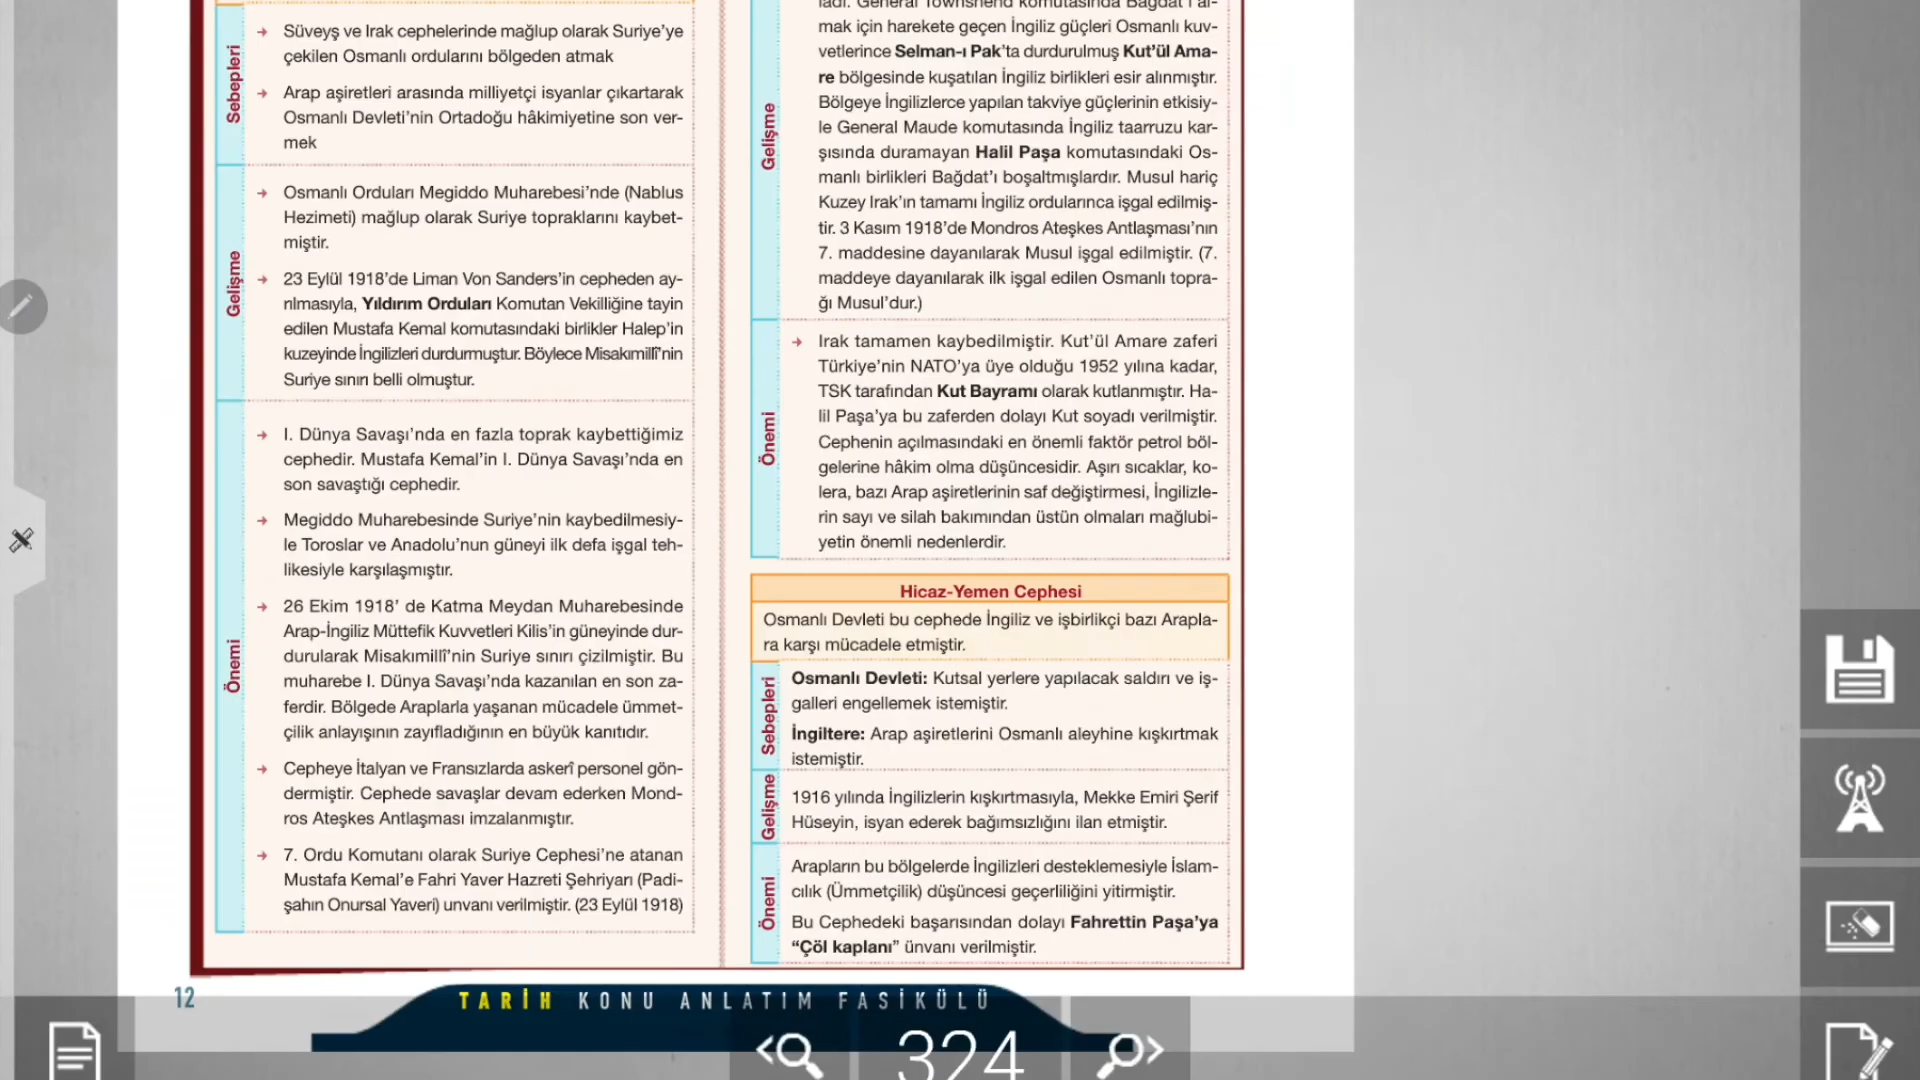 Sebepleri
Süveyş ve Irak cephelerinde mağlup olarak Suriye’ye
çekilen Osmanlı ordularını bölgeden atmak
Arap aşiretleri arasında milliyetçi isyanlar çıkartarak
Osmanlı Devleti’nin Ortadoğu hâkimiyetine son ver-
mek
Gelişme
Osmanlı Orduları Megiddo Muharebesi’nde (Nablus
Hezimeti) mağlup olarak Suriye topraklarını kaybet-
miştir.
23 Eylül 1918’de Liman Von Sanders’in cepheden ay-
rılmasıyla, Yıldırım Orduları Komutan Vekilliğine tayin
edilen Mustafa Kemal komutasındaki birlikler Halep’in
kuzeyinde İngilizleri durdurmuştur. Böylece Misakımillî’nin
Suriye sınırı belli olmuştur.
Önemi
I. Dünya Savaşı’nda en fazla toprak kaybettiğimiz
cephedir. Mustafa Kemal’in I. Dünya Savaşı’nda en
son savaştığı cephedir.
Megiddo Muharebesinde Suriye’nin kaybedilmesiy-
le Toroslar ve Anadolu’nun güneyi ilk defa işgal teh-
likesiyle karşılaşmıştır.
26 Ekim 1918’ de Katma Meydan Muharebesinde
Arap-İngiliz Müttefik Kuvvetleri Kilis’in güneyinde dur-
durularak Misakımillî’nin Suriye sınırı çizilmiştir. Bu
muharebe I. Dünya Savaşı’nda kazanılan en son za-
ferdir. Bölgede Araplarla yaşanan mücadele ümmet-
çilik anlayışının zayıfladığının en büyük kanıtıdır.
Cepheye İtalyan ve Fransızlarda askerî personel gön-
dermiştir. Cephede savaşlar devam ederken Mond-
ros Ateşkes Antlaşması imzalanmıştır.
7. Ordu Komutanı olarak Suriye Cephesi’ne atanan
Mustafa Kemal’e Fahri Yaver Hazreti Şehriyarı (Padi-
şahın Onursal Yaveri) unvanı verilmiştir. (23 Eylül 1918)
Gelişme
ladı. General Townshend komutasında Bağdat’ı al-
mak için harekete geçen İngiliz güçleri Osmanlı kuv-
vetlerince Selman-ı Pak’ta durdurulmuş Kut’ül Ama-
re bölgesinde kuşatılan İngiliz birlikleri esir alınmıştır.
Bölgeye İngilizlerce yapılan takviye güçlerinin etkisiy-
le General Maude komutasında İngiliz taarruzu kar-
şısında duramayan Halil Paşa komutasındaki Os-
manlı birlikleri Bağdat’ı boşaltmışlardır. Musul hariç
Kuzey Irak’ın tamamı İngiliz ordularınca işgal edilmiş-
tir. 3 Kasım 1918’de Mondros Ateşkes Antlaşması’nın
7. maddesine dayanılarak Musul işgal edilmiştir. (7.
maddeye dayanılarak ilk işgal edilen Osmanlı topra-
ğı Musul’dur.)
Önemi
Irak tamamen kaybedilmiştir. Kut’ül Amare zaferi
Türkiye’nin NATO’ya üye olduğu 1952 yılına kadar,
TSK tarafından Kut Bayramı olarak kutlanmıştır. Ha-
lil Paşa’ya bu zaferden dolayı Kut soyadı verilmiştir.
Cephenin açılmasındaki en önemli faktör petrol böl-
gelerine hâkim olma düşüncesidir. Aşırı sıcaklar, ko-
lera, bazı Arap aşiretlerinin saf değiştirmesi, İngilizle-
rin sayı ve silah bakımından üstün olmaları mağlubi-
yetin önemli nedenlerdir.
Hicaz-Yemen Cephesi
Osmanlı Devleti bu cephede İngiliz ve işbirlikçi bazı Arapla-
ra karşı mücadele etmiştir.
Sebepleri
Osmanlı Devleti: Kutsal yerlere yapılacak saldırı ve iş-
galleri engellemek istemiştir.
İngiltere: Arap aşiretlerini Osmanlı aleyhine kışkırtmak
istemiştir.
Gelişme
1916 yılında İngilizlerin kışkırtmasıyla, Mekke Emiri Şerif
Hüseyin, isyan ederek bağımsızlığını ilan etmiştir.
Önemi
Arapların bu bölgelerde İngilizleri desteklemesiyle İslam-
cılık (Ümmetçilik) düşüncesi geçerliliğini yitirmiştir.
Bu Cephedeki başarısından dolayı Fahrettin Paşa’ya
“Çöl kaplanı” ünvanı verilmiştir.
12
TARİH KONU ANLATIM FASİKÜLÜ
324